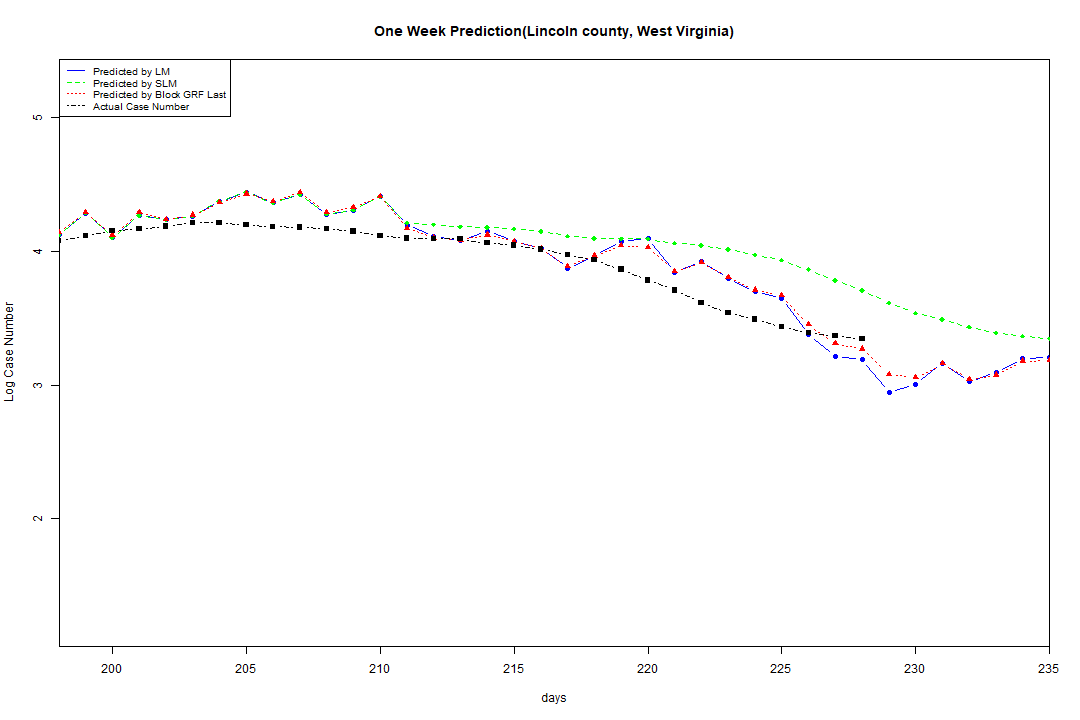 One Week Prediction(Lincoln county, West Virginia)
Predicted by LM
Predicted by SLM
Predicted by Block GRF Last
Actual Case Number
5
4
3
2
Log Case Number
200 205 210 215 220 225 230 235
days